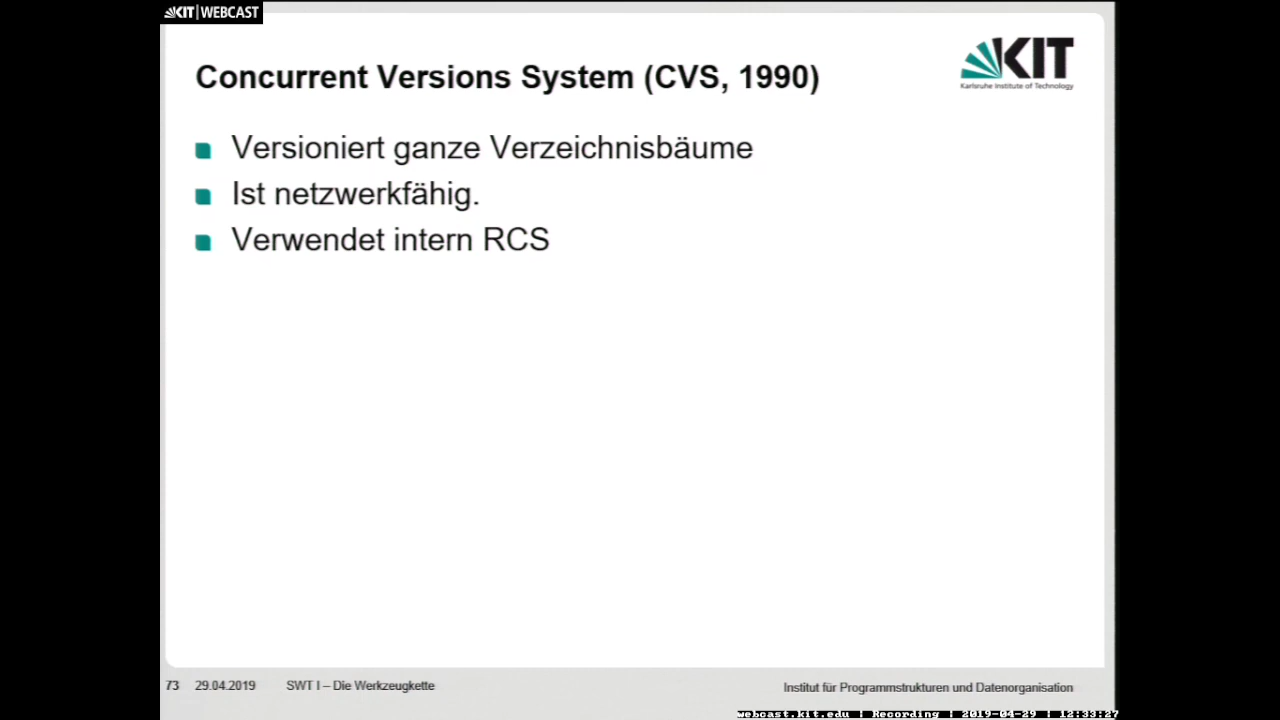 KIT | WEBCAST
Concurrent Versions System (CVS, 1990)
KIT
Karlsruhe Institute of Technology
Versioniert ganze Verzeichnisbäume
Ist netzwerkfähig.
Verwendet intern RCS
73 29.04.2019 SWT I – Die Werkzeugkette
Institut für Programmstrukturen und Datenorganisation
webcast.kit.edu | Recording | 2019-04-29 | 12:33:27